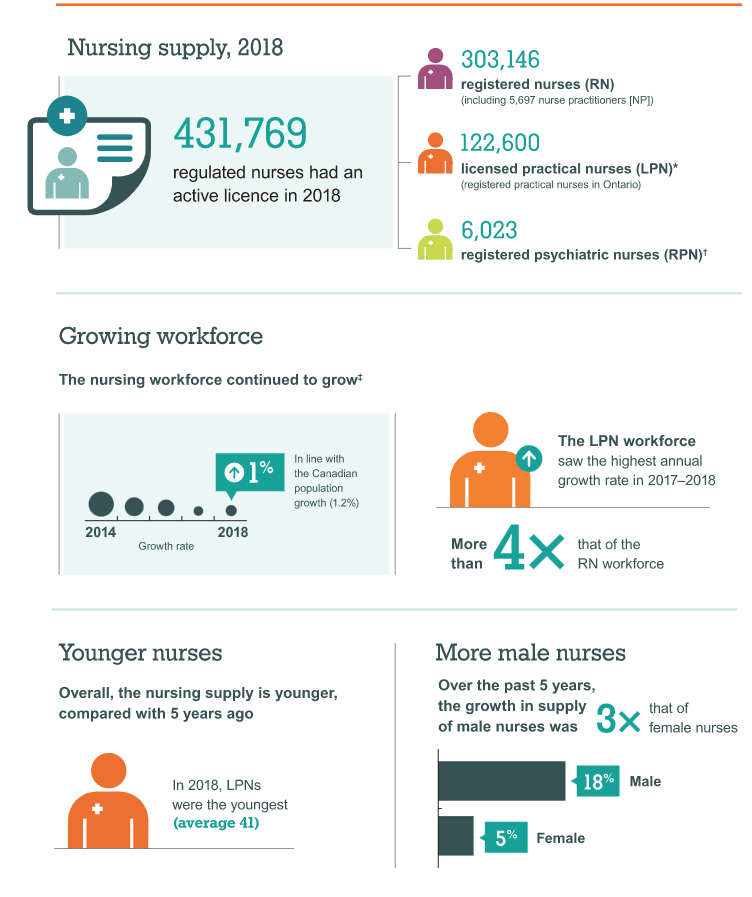 Nursing supply, 2018
431,769
regulated nurses had an
active licence in 2018
303,146
registered nurses (RN)
(including 5,697 nurse practitioners [NP])
122,600
licensed practical nurses (LPN)*
(registered practical nurses in Ontario)
6,023
registered psychiatric nurses (RPN)†
Growing workforce
The nursing workforce continued to grow‡
1%
In line with
the Canadian
population
growth (1.2%)
2014
2018
Growth rate
The LPN workforce
saw the highest annual
growth rate in 2017–2018
More
than
4×
that of the
RN workforce
Younger nurses
Overall, the nursing supply is younger,
compared with 5 years ago
In 2018, LPNs
were the youngest
(average 41)
More male nurses
Over the past 5 years,
the growth in supply
of male nurses was
3×
that of
female nurses
18%
Male
5%
Female